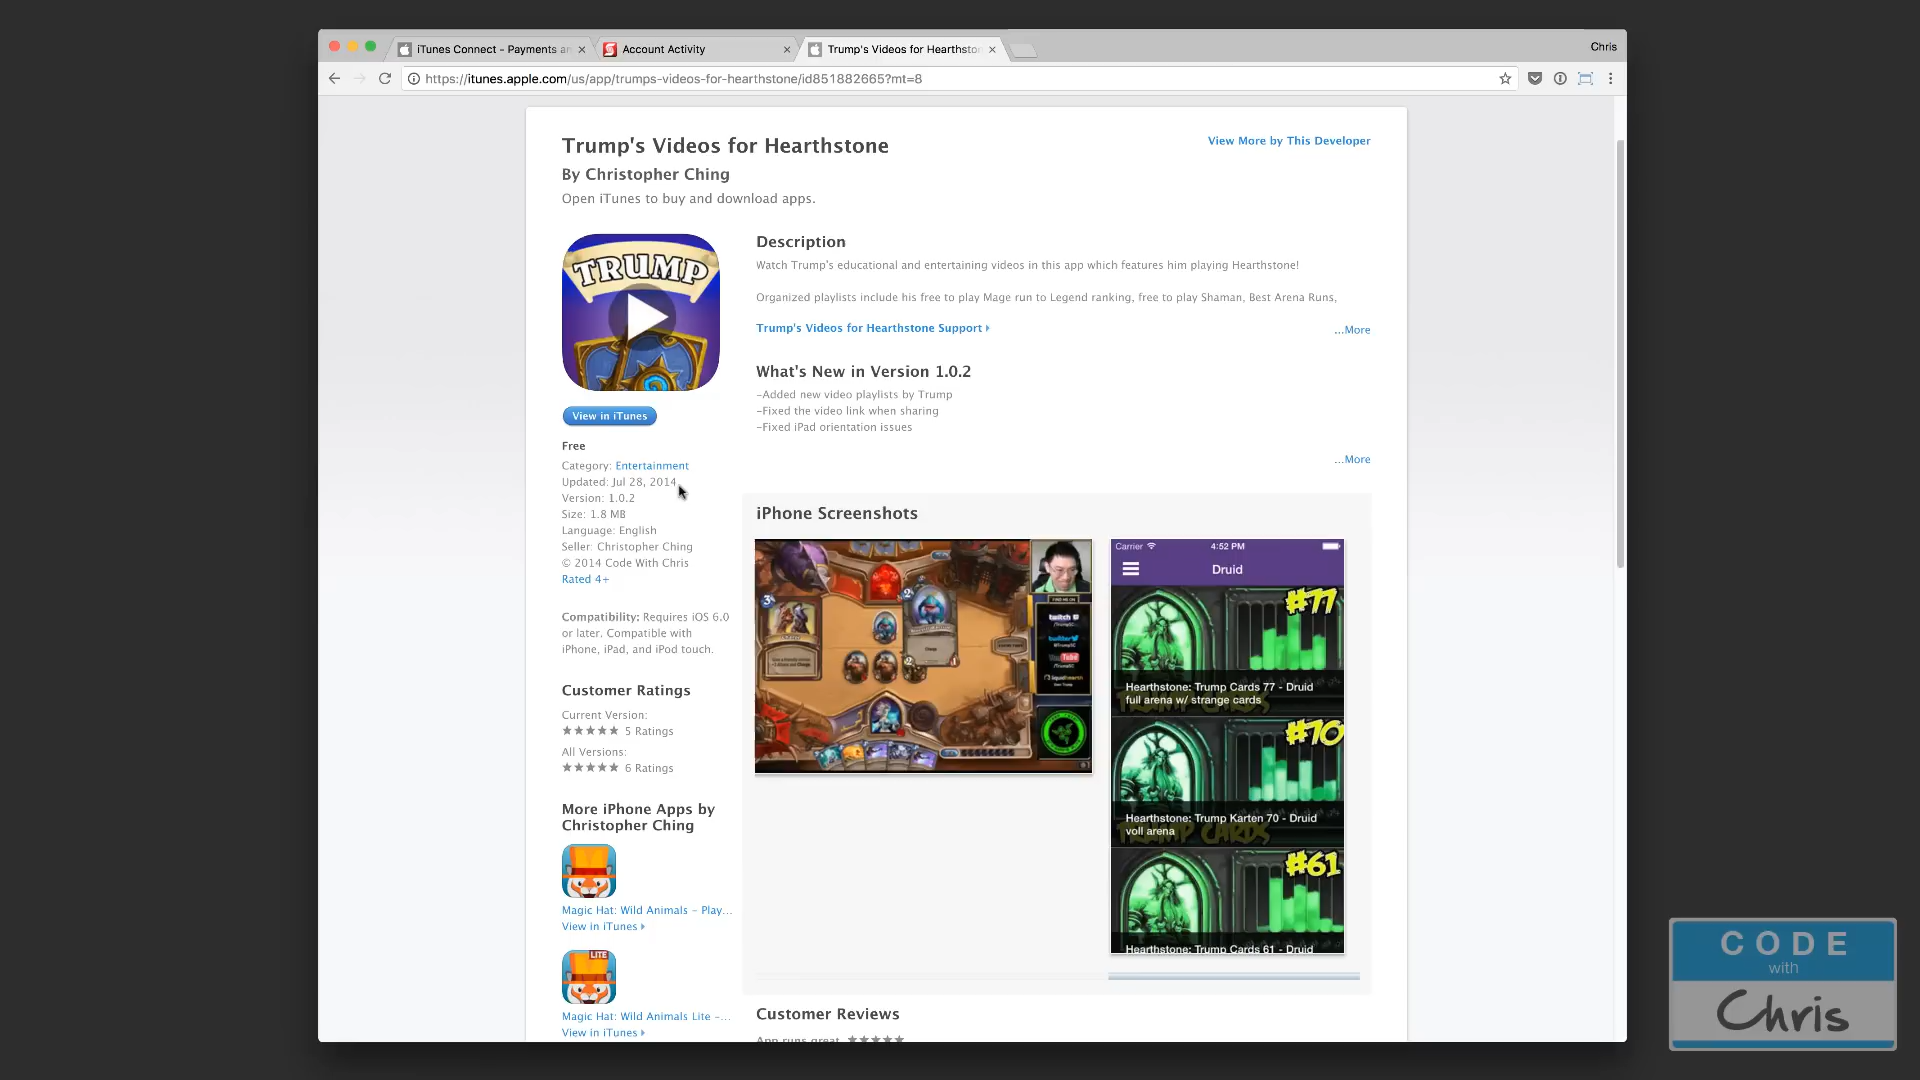 iTunes Connect - Payments an
Account Activity
Trump's Videos for Hearthston
Chris
https://itunes.apple.com/us/app/trumps-videos-for-hearthstone/id851882665?mt=8
Trump's Videos for Hearthstone
View More by This Developer
By Christopher Ching
Open iTunes to buy and download apps.
TRUMP
View in iTunes
Free
Category: Entertainment
Updated: Jul 28, 2014
Version: 1.0.2
Size: 1.8 MB
Language: English
Seller: Christopher Ching
© 2014 Code With Chris
Rated 4+
Compatibility: Requires iOS 6.0
or later. Compatible with
iPhone, iPad, and iPod touch.
Customer Ratings
Current Version:
★★★★★ 5 Ratings
All Versions:
★★★★★ 6 Ratings
More iPhone Apps by
Christopher Ching
Magic Hat: Wild Animals - Play...
View in iTunes
LITE
Magic Hat: Wild Animals Lite -...
View in iTunes
Description
Watch Trump's educational and entertaining videos in this app which features him playing Hearthstone!
Organized playlists include his free to play Mage run to Legend ranking, free to play Shaman, Best Arena Runs,
Trump's Videos for Hearthstone Support
...More
What's New in Version 1.0.2
-Added new video playlists by Trump
-Fixed the video link when sharing
-Fixed iPad orientation issues
...More
iPhone Screenshots
twitch
twitter
YouTube
Carrier
4:52 PM
Druid
#77
Hearthstone: Trump Cards 77 - Druid
full arena w/ strange cards
#70
Hearthstone: Trump Karten 70 - Druid
voll arena
TRUMP CARDS
#61
Hearthstone: Trump Cards 61 - Druid
Customer Reviews
App runs great ★★★★★
CODE
with
Chris